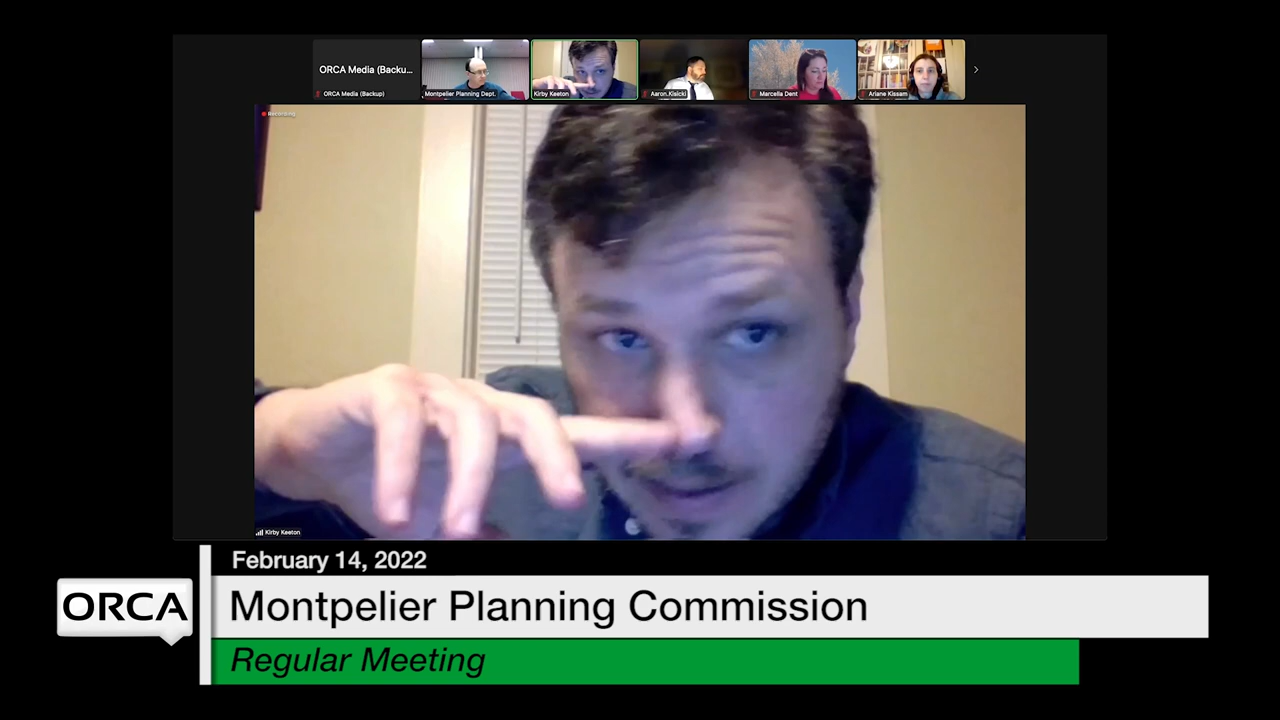 ORCA Media (Backu...
ORCA Media (Backup)
Montpelier Planning Dept.
Kirby Keeton
Aaron.Kisicki
Marcella Dent
Ariane Kissam
Recording
Kirby Keeton
February 14, 2022
ORCA
Montpelier Planning Commission
Regular Meeting